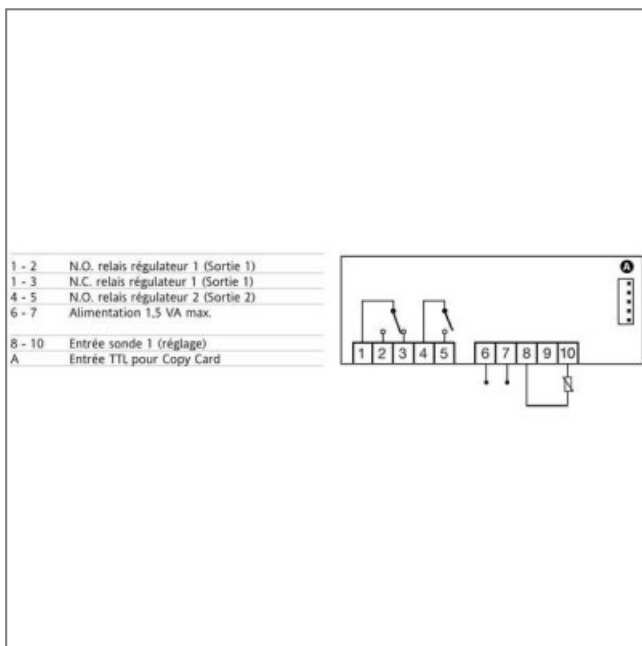 1 - 2 N.O. relais régulateur 1 (Sortie 1)
1 - 3 N.C. relais régulateur 1 (Sortie 1)
4 - 5 N.O. relais régulateur 2 (Sortie 2)
6 - 7 Alimentation 1,5 VA max.
8 - 10 Entrée sonde 1 (réglage)
A Entrée TTL pour Copy Card
A
1 2 3 4 5 6 7 8 9 10